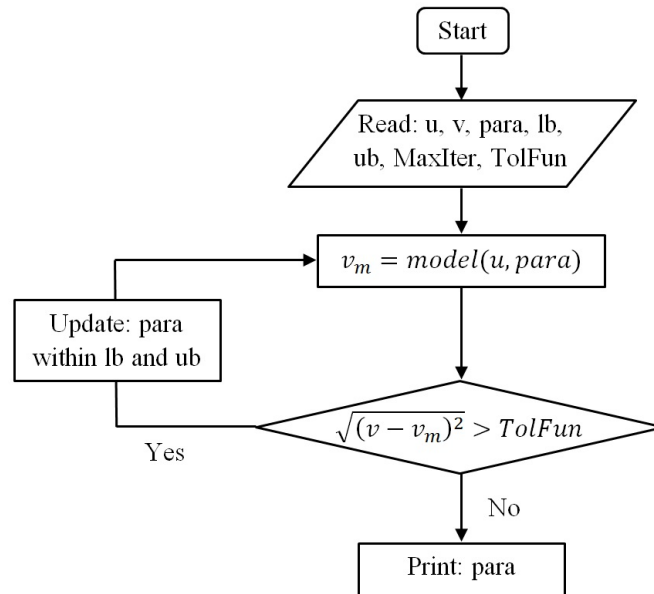 Start
Read: u, v, para, lb,
ub, MaxIter, TolFun
$v_m = model(u, para)$
Update: para
within lb and ub
$\sqrt{(v - v_m)^2} > TolFun$
Yes
No
Print: para